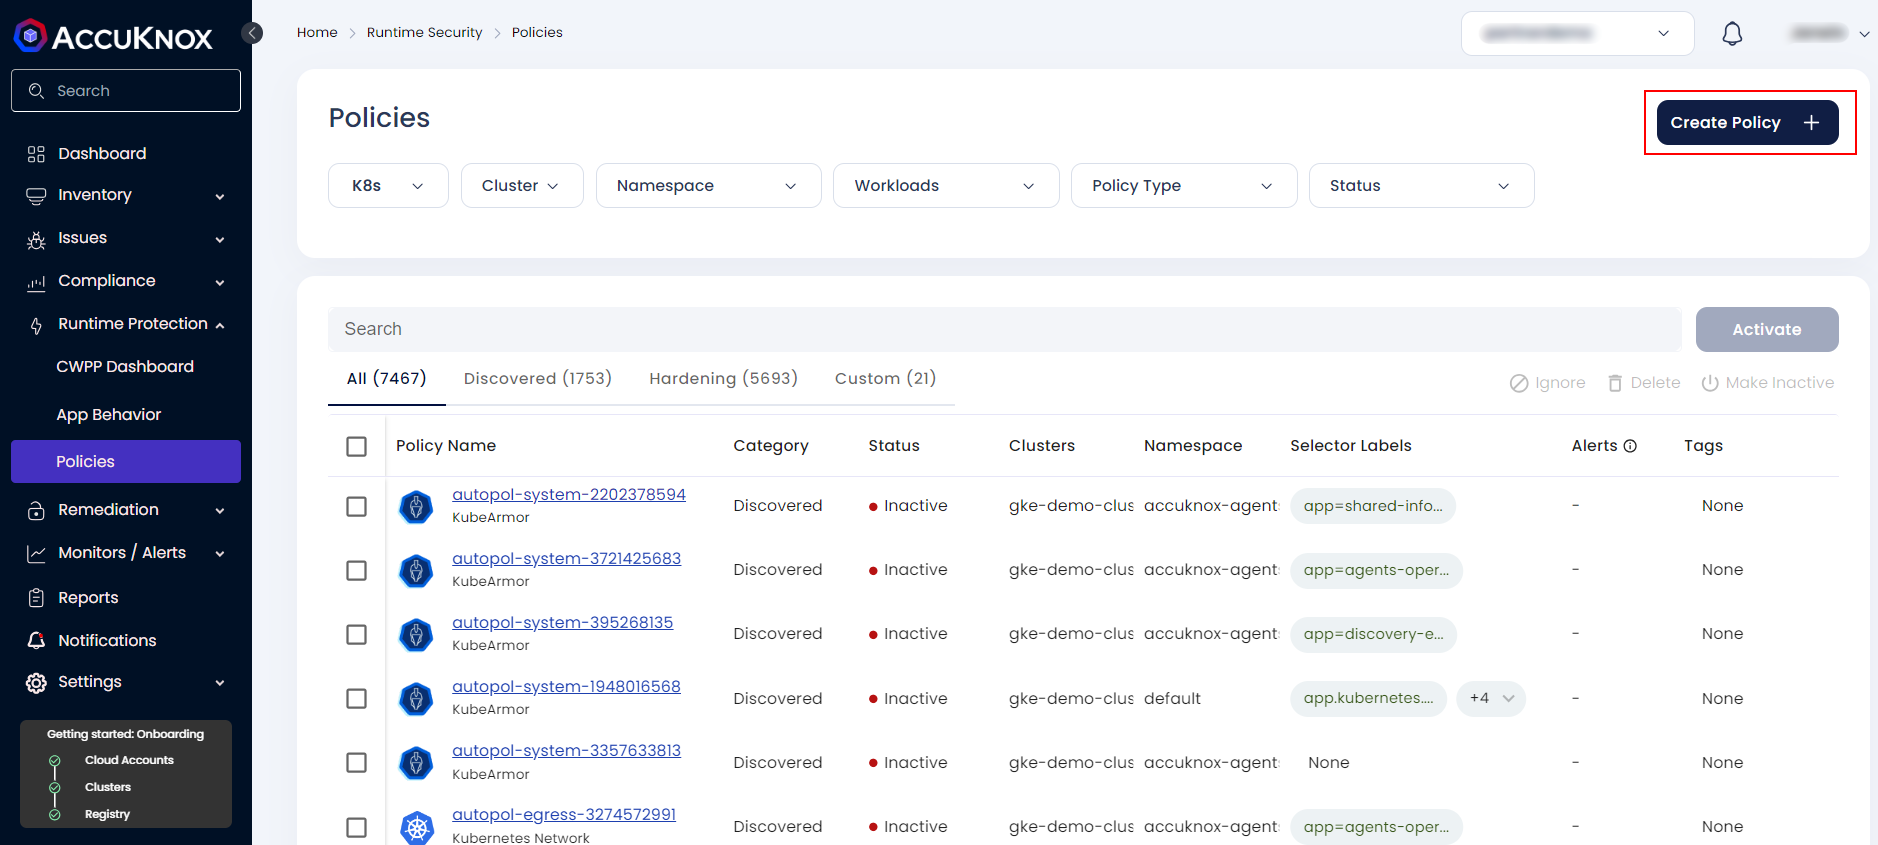 ACCUKNOX
Search
Dashboard
Inventory
Issues
Compliance
Runtime Protection
CWPP Dashboard
App Behavior
Policies
Remediation
Monitors / Alerts
Reports
Notifications
Settings
Getting started: Onboarding
Cloud Accounts
Clusters
Registry
Home > Runtime Security > Policies
Policies
Create Policy +
K8s Cluster Namespace Workloads Policy Type Status
Search
Activate
All (7467) Discovered (1753) Hardening (5693) Custom (21)
Ignore Delete Make Inactive
Policy Name Category Status Clusters Namespace Selector Labels Alerts Tags
autopol-system-2202378594
KubeArmor
Discovered Inactive gke-demo-clus accuknox-agent app=shared-info... - None
autopol-system-3721425683
KubeArmor
Discovered Inactive gke-demo-clus accuknox-agent app=agents-oper... - None
autopol-system-395268135
KubeArmor
Discovered Inactive gke-demo-clus accuknox-agent app=discovery-e... - None
autopol-system-1948016568
KubeArmor
Discovered Inactive gke-demo-clus default app.kubernetes.... +4 - None
autopol-system-3357633813
KubeArmor
Discovered Inactive gke-demo-clus accuknox-agent None - None
autopol-egress-3274572991
Kubernetes Network
Discovered Inactive gke-demo-clus accuknox-agent app=agents-oper... - None